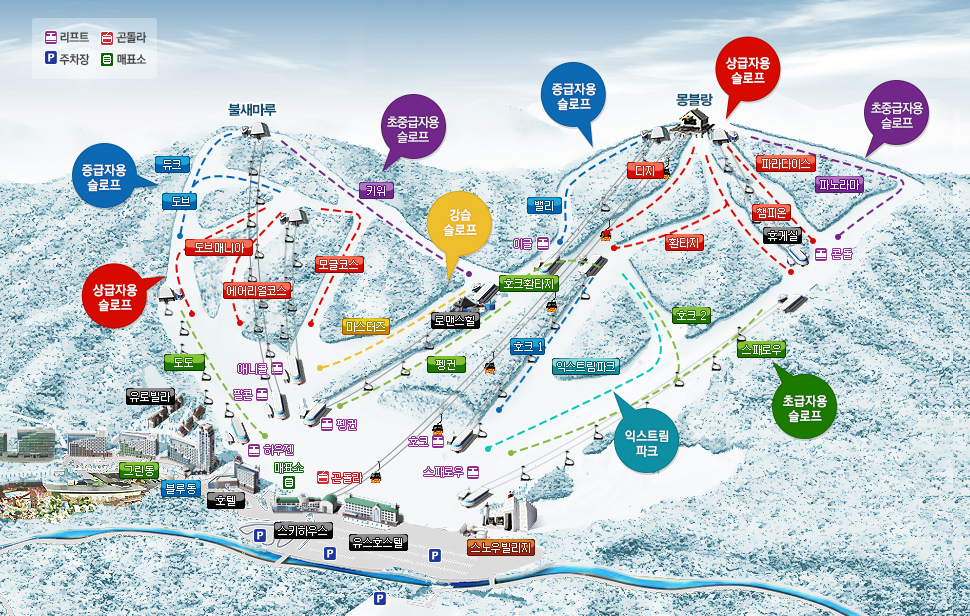 리프트 곤돌라
P 주차장 매표소
상급자용
슬로프
중급자용
슬로프
몽블랑
초중급자용
슬로프
불새마루
초중급자용
슬로프
중급자용
슬로프
듀크
도브
키위
디지
파라다이스
파노라마
밸리
강습
슬로프
챔피온
휴게실
도브매니아
이글
환타지
곤돌
모글코스
상급자용
슬로프
에어리얼코스
호크환타지
마스터즈
로맨스힐
호크 2
호크 1
스패로우
도도
펭귄
익스트림파크
애니콜
팔콘
유로빌라
초급자용
슬로프
펭귄
하우젠
호크
익스트림
파크
매표소
곤돌라
스패로우
그린동
블루동
호텔
스키하우스
유스호스텔
스노우빌리지
P
P
P
P